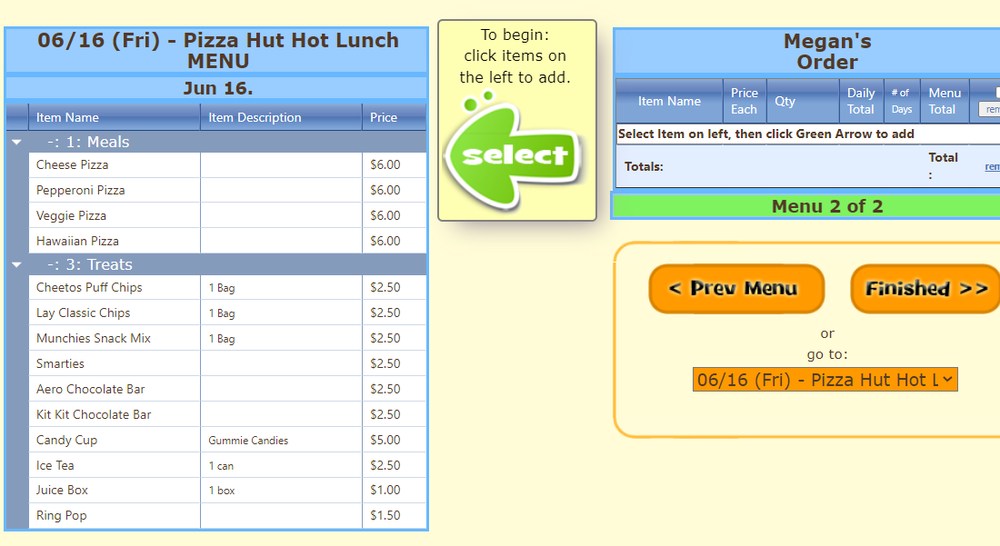 06/16 (Fri) - Pizza Hut Hot Lunch
MENU
Jun 16.
Item Name Item Description Price
-: 1: Meals
Cheese Pizza $6.00
Pepperoni Pizza $6.00
Veggie Pizza $6.00
Hawaiian Pizza $6.00
-: 3: Treats
Cheetos Puff Chips 1 Bag $2.50
Lay Classic Chips 1 Bag $2.50
Munchies Snack Mix 1 Bag $2.50
Smarties $2.50
Aero Chocolate Bar $2.50
Kit Kit Chocolate Bar $2.50
Candy Cup Gummie Candies $5.00
Ice Tea 1 can $2.50
Juice Box 1 box $1.00
Ring Pop $1.50
To begin:
click items on
the left to add.
select
Megan's
Order
Item Name Price Each Qty Daily Total # of Days Menu Total rem
Select Item on left, then click Green Arrow to add
Totals: Total : rem
Menu 2 of 2
< Prev Menu Finished >>
or
go to:
06/16 (Fri) - Pizza Hut Hot L